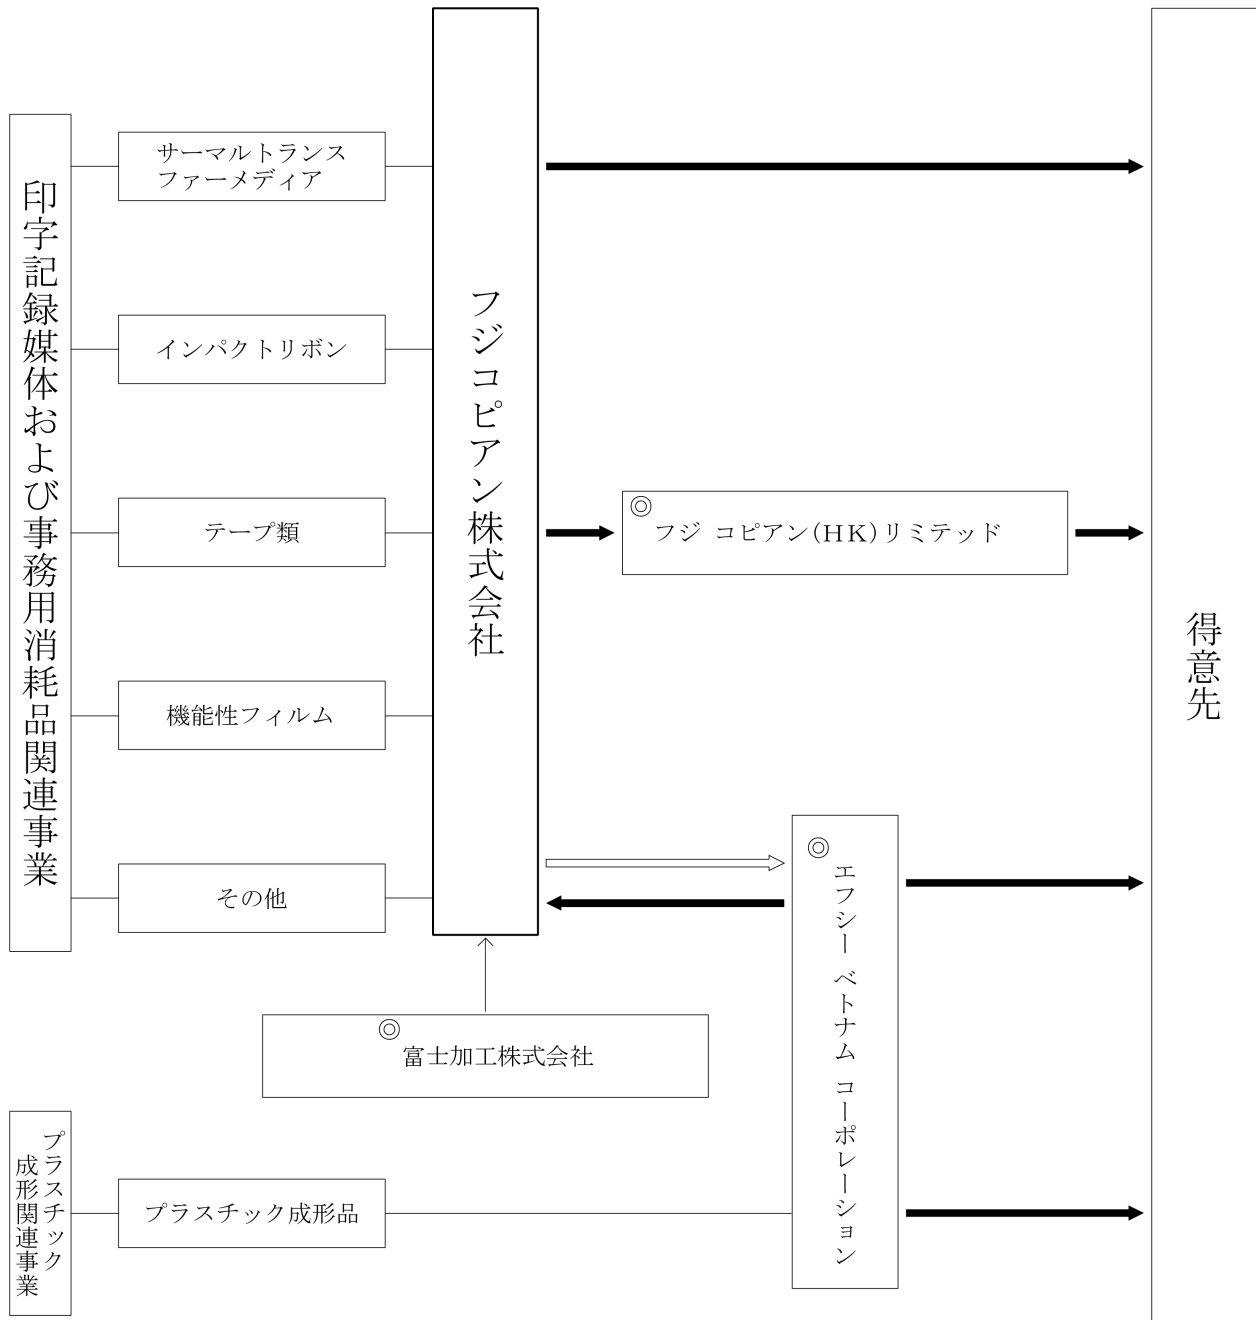 印字記録媒体および事務用消耗品関連事業
サーマルトランス
ファーメディア
インパクトリボン
テープ類
機能性フィルム
その他
フジコピアン株式会社
◎
フジ コピアン(HK)リミテッド
◎
エフシー ベトナム コーポレーション
得意先
◎
富士加工株式会社
プラスチック
成形関連事業
プラスチック成形品